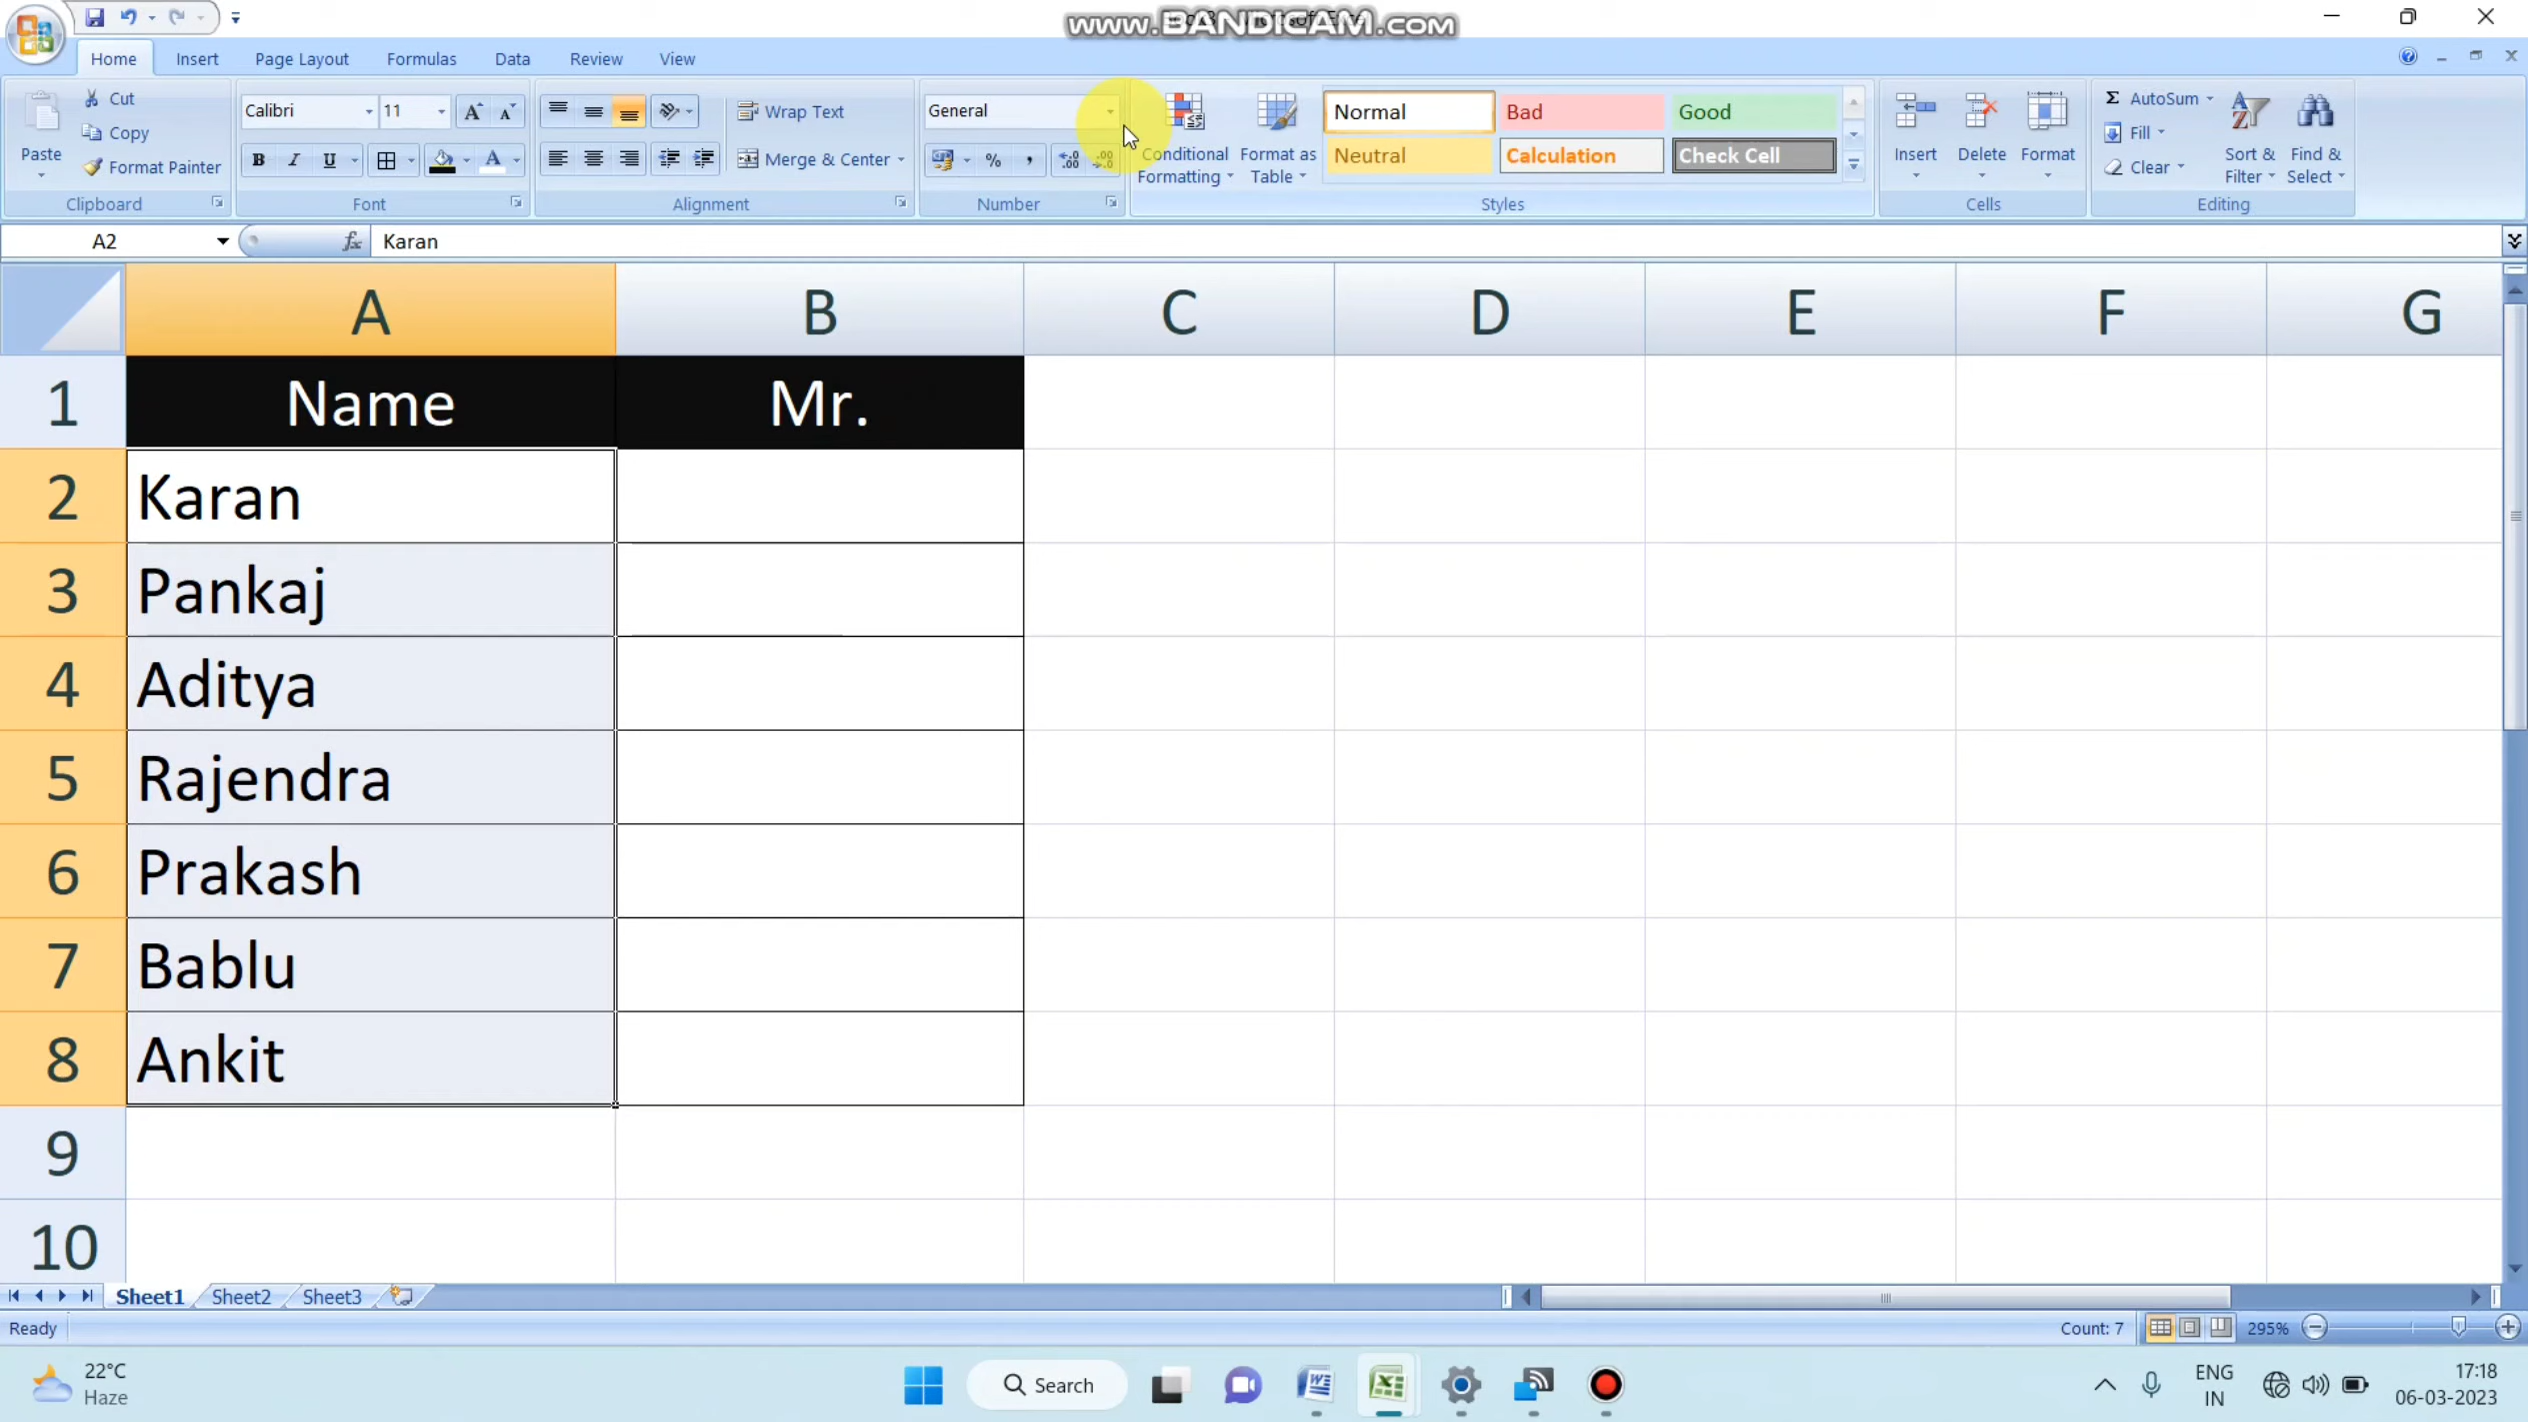 www.BANDICAM.com
Home Insert Page Layout Formulas Data Review View
Cut
Copy
Format Painter
Paste
Clipboard
Calibri 11
B I U
Font
Wrap Text
Merge & Center
Alignment
General
% ,
Number
Conditional Formatting
Format as Table
Normal Bad Good
Neutral Calculation Check Cell
Styles
Insert Delete Format
Cells
Σ AutoSum
Fill
Clear
Sort & Filter
Find & Select
Editing
A2 fx Karan
A B C D E F G
1 Name Mr.
2 Karan
3 Pankaj
4 Aditya
5 Rajendra
6 Prakash
7 Bablu
8 Ankit
9
10
Sheet1 Sheet2 Sheet3
Ready Count: 7 295%
22°C
Haze
Search
ENG
IN
17:18
06-03-2023